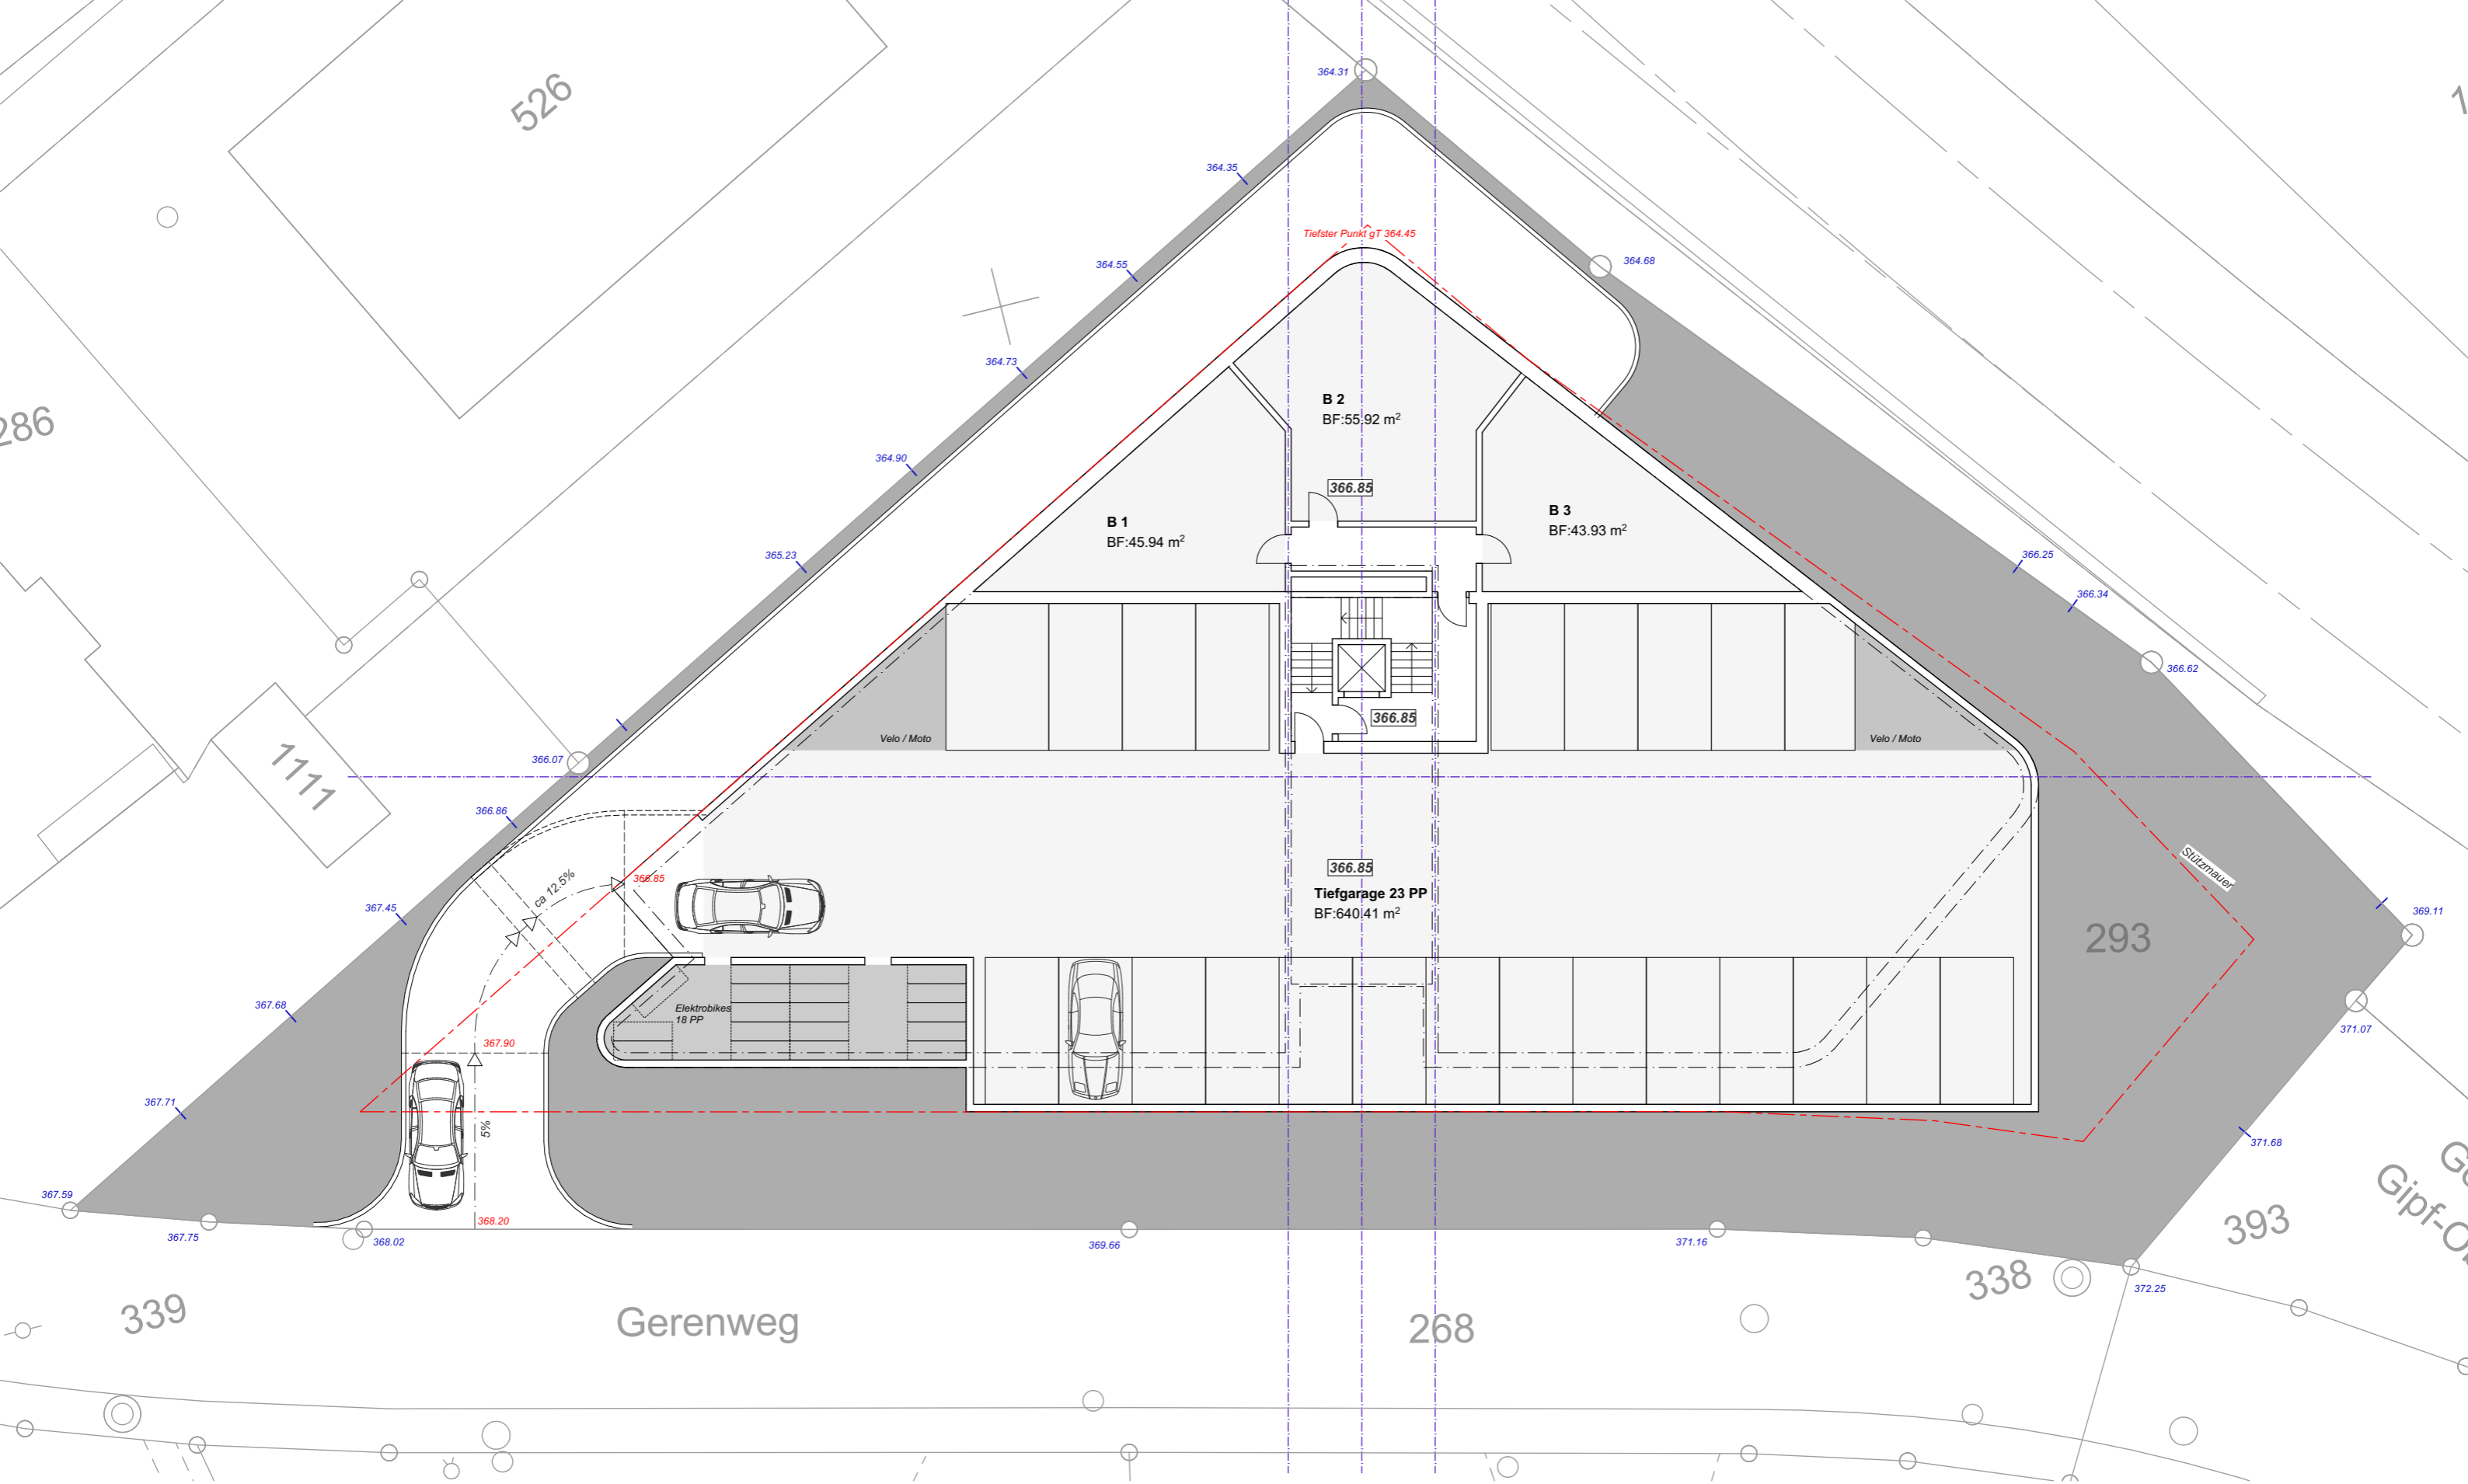 364.31
526
364.35
Tiefster Punkt gT 364.45
364.55
364.68
364.73
B 2
BF:55.92 m²
286
364.90
366.85
B 1
BF:45.94 m²
B 3
BF:43.93 m²
365.23
366.25
366.34
366.62
366.85
Velo / Moto
Velo / Moto
366.07
1111
366.86
Stützmauer
366.85
ca 12.5%
366.85
Tiefgarage 23 PP
BF:640.41 m²
367.45
369.11
293
367.68
Elektrobikes
18 PP
371.07
367.90
367.71
5%
371.68
367.59
368.20
367.75
368.02
369.66
371.16
393
338
372.25
339
Gerenweg
268